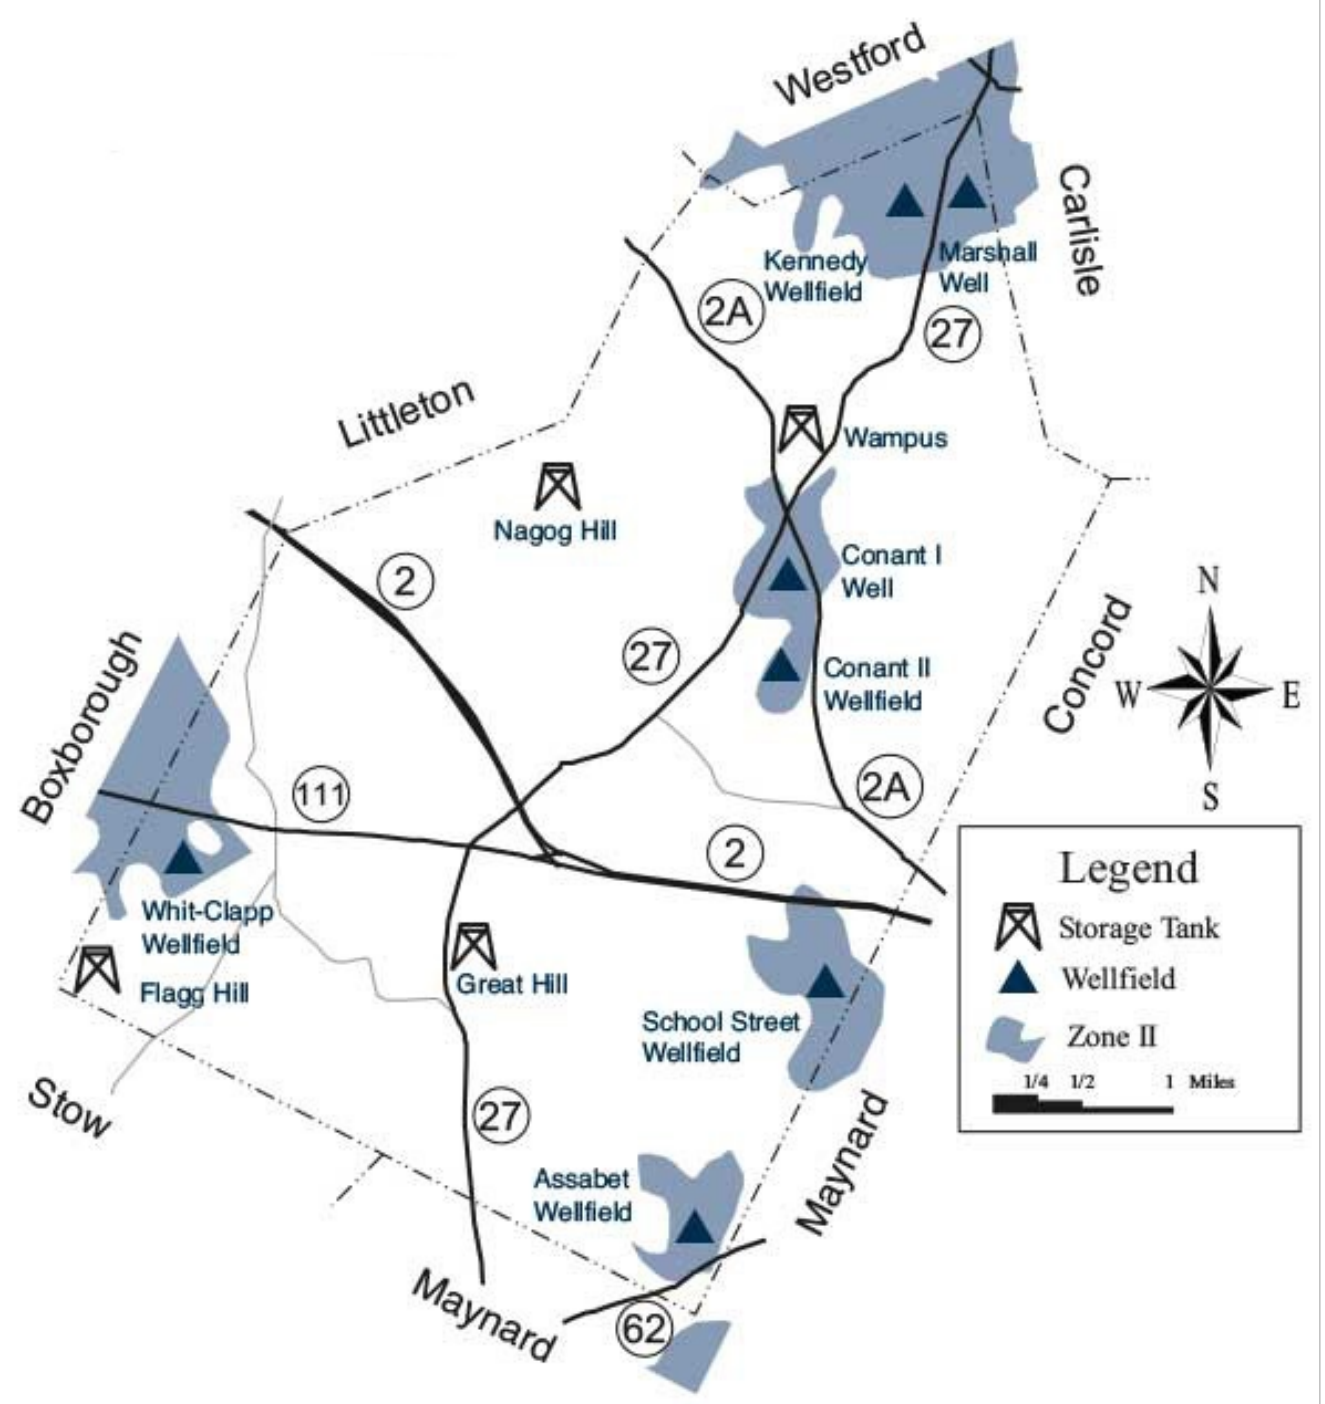 Westford
Carlisle
Kennedy
Wellfield
Marshall
Well
2A
27
Littleton
Wampus
Nagog Hill
2
Conant I
Well
N
W
E
S
Concord
27
Conant II
Wellfield
Boxborough
111
2A
2
Whit-Clapp
Wellfield
Flagg Hill
Great Hill
School Street
Wellfield
Stow
27
Assabet
Wellfield
Maynard
Maynard
62
Legend
Storage Tank
Wellfield
Zone II
1/4 1/2 1 Miles